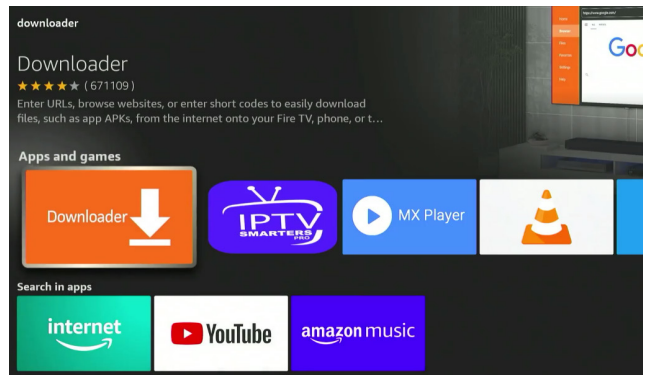 downloader
Downloader
(671109)
Enter URLs, browse websites, or enter short codes to easily download
files, such as app APKs, from the internet onto your Fire TV, phone, or t...
Apps and games
Downloader
IPTV
SMARTERS
PRO
MX Player
Search in apps
internet
YouTube
amazon music